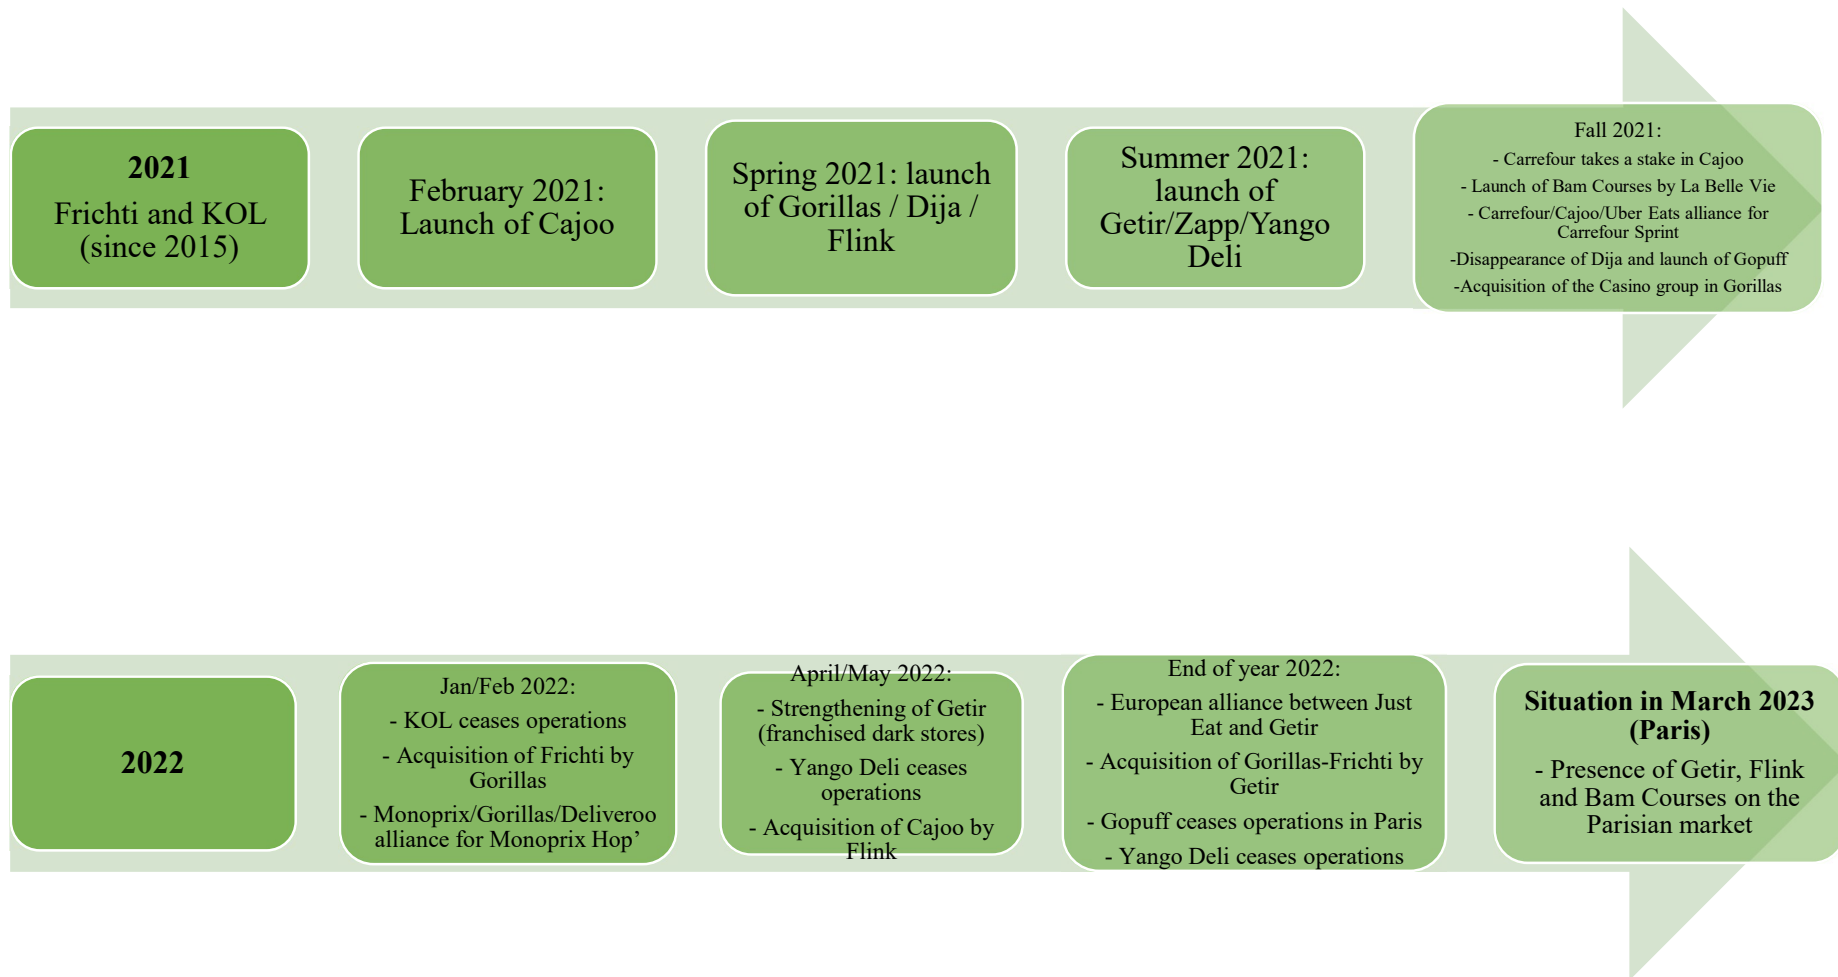 2021
Frichti and KOL
(since 2015)
February 2021:
Launch of Cajoo
Spring 2021: launch
of Gorillas / Dija /
Flink
Summer 2021:
launch of
Getir/Zapp/Yango
Deli
Fall 2021:
- Carrefour takes a stake in Cajoo
- Launch of Bam Courses by La Belle Vie
- Carrefour/Cajoo/Uber Eats alliance for
Carrefour Sprint
-Disappearance of Dija and launch of Gopuff
-Acquisition of the Casino group in Gorillas
2022
Jan/Feb 2022:
- KOL ceases operations
- Acquisition of Frichti by
Gorillas
- Monoprix/Gorillas/Deliveroo
alliance for Monoprix Hop’
April/May 2022:
- Strengthening of Getir
(franchised dark stores)
- Yango Deli ceases
operations
- Acquisition of Cajoo by
Flink
End of year 2022:
- European alliance between Just
Eat and Getir
- Acquisition of Gorillas-Frichti by
Getir
- Gopuff ceases operations in Paris
- Yango Deli ceases operations
Situation in March 2023
(Paris)
- Presence of Getir, Flink
and Bam Courses on the
Parisian market